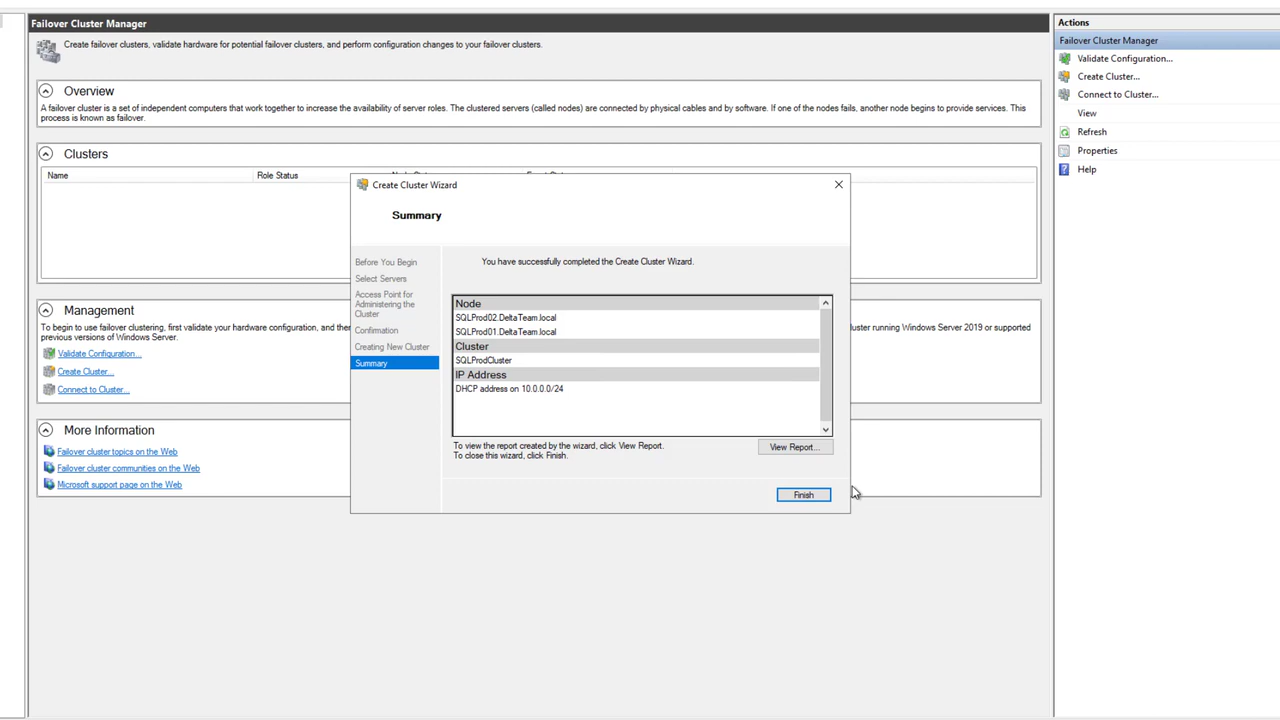 Failover Cluster Manager
Create failover clusters, validate hardware for potential failover clusters, and perform configuration changes to your failover clusters.
Overview
A failover cluster is a set of independent computers that work together to increase the availability of server roles. The clustered servers (called nodes) are connected by physical cables and by software. If one of the nodes fails, another node begins to provide services. This
process is known as failover.
Clusters
Name Role Status
Management
To begin to use failover clustering, first validate your hardware configuration, and the
previous versions of Windows Server.
luster running Windows Server 2019 or supported
Validate Configuration...
Create Cluster...
Connect to Cluster...
More Information
Failover cluster topics on the Web
Failover cluster communities on the Web
Microsoft support page on the Web
Create Cluster Wizard
Summary
Before You Begin
Select Servers
Access Point for
Administering the
Cluster
Confirmation
Creating New Cluster
Summary
You have successfully completed the Create Cluster Wizard.
Node
SQLProd02.DeltaTeam.local
SQLProd01.DeltaTeam.local
Cluster
SQLProdCluster
IP Address
DHCP address on 10.0.0.0/24
To view the report created by the wizard, click View Report.
To close this wizard, click Finish.
View Report...
Finish
Actions
Failover Cluster Manager
Validate Configuration...
Create Cluster...
Connect to Cluster...
View
Refresh
Properties
Help